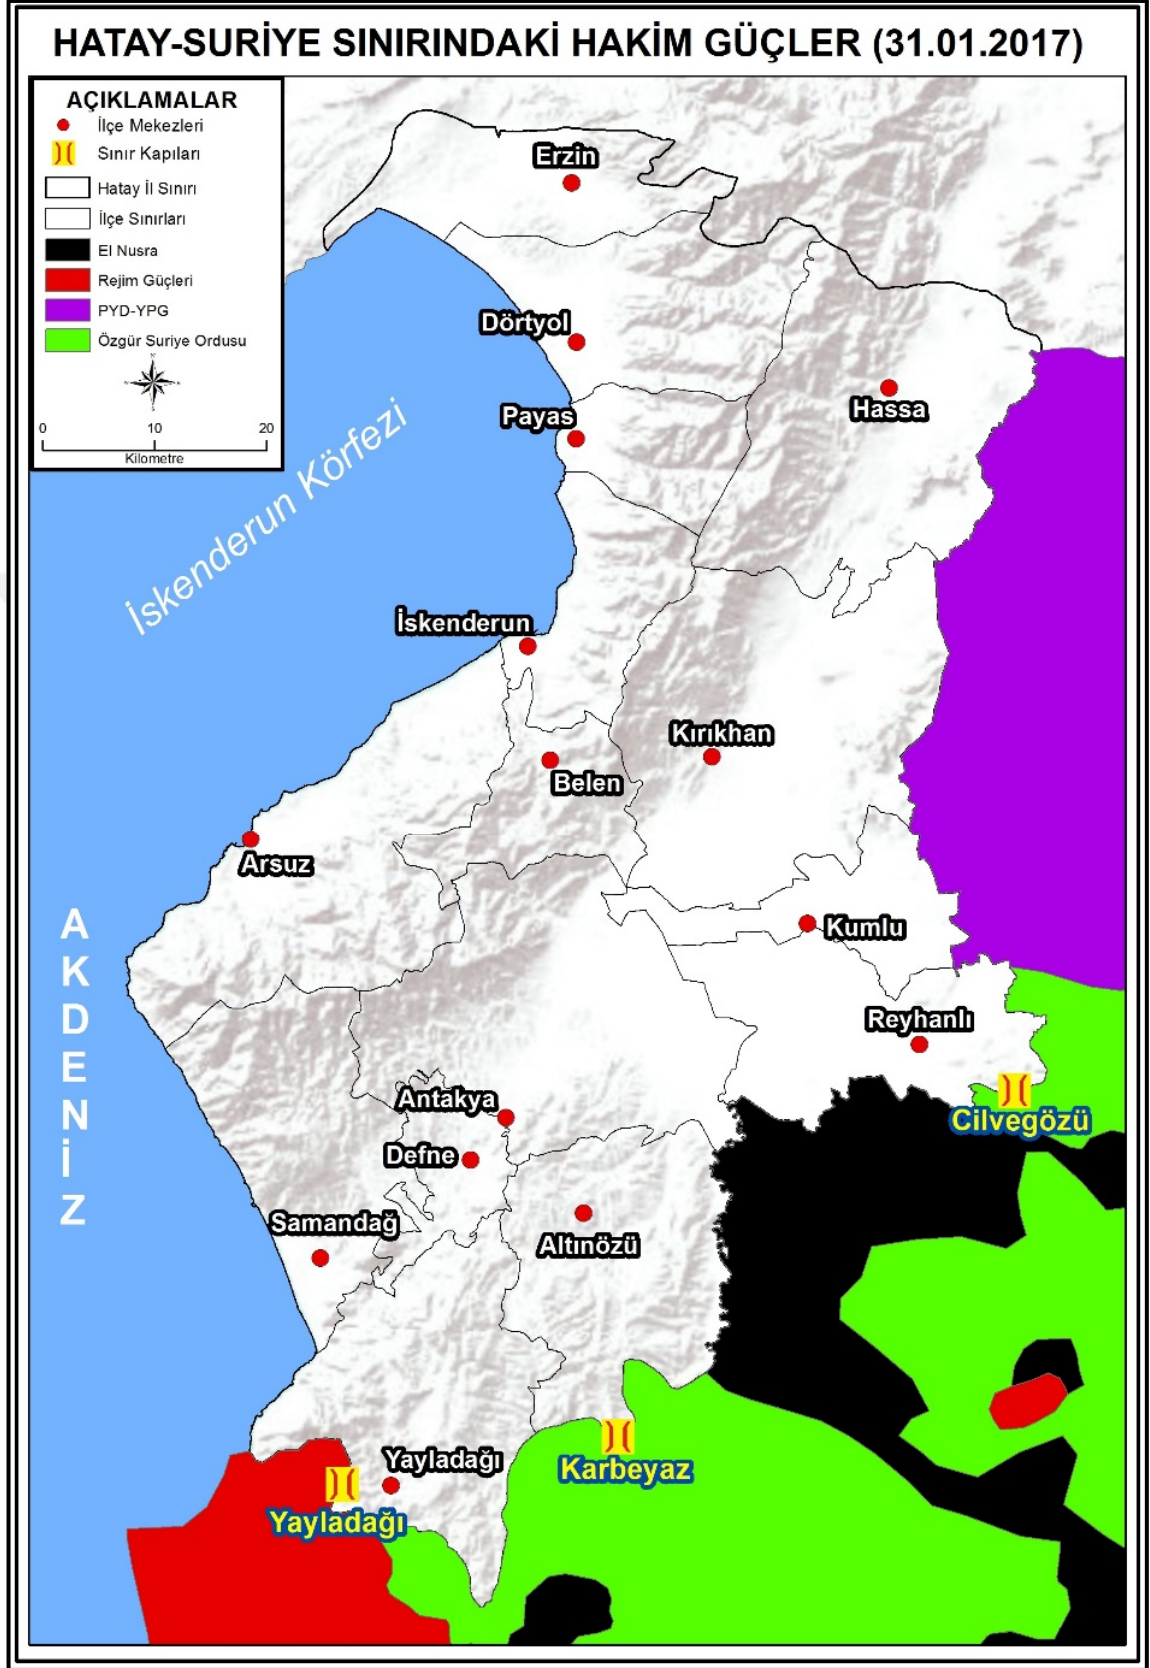 HATAY-SURİYE SINIRINDAKİ HAKİM GÜÇLER (31.01.2017)
AÇIKLAMALAR
İlçe Mekezleri
Sınır Kapıları
Hatay İl Sınırı
İlçe Sınırları
El Nusra
Rejim Güçleri
PYD-YPG
Özgür Suriye Ordusu
0 10 20
Kilometre
Erzin
Dörtyol
Hassa
Payas
İskenderun Körfezi
İskenderun
Kırıkhan
Belen
Arsuz
AKDENİZ
Kumlu
Reyhanlı
Antakya
Cilvegözü
Defne
Samandağ
Altınözü
Yayladağı
Karbeyaz
Yayladağı